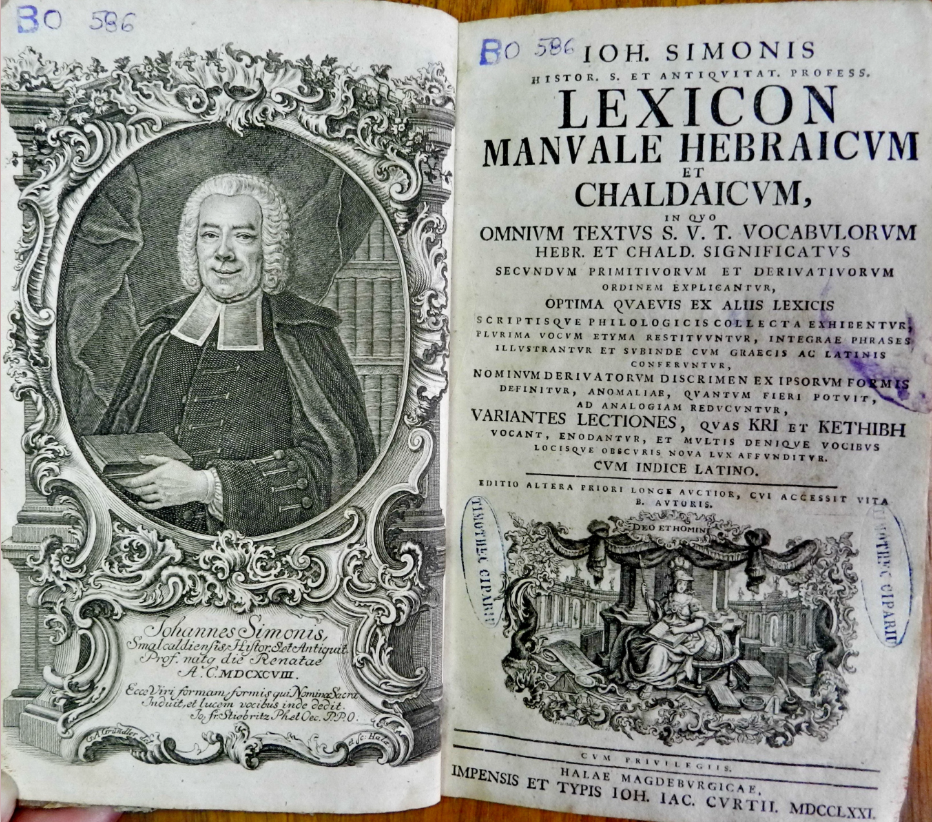 BO 586
Johannes Simonis,
Smalcaldiensis Histor. S. et Antiquit.
Prof. nato die Renatae
A. C. MDCXCVIII.
Ecce Viri formam, formis qui Nomina Sacra
Induit, et lucem vocibus inde dedit.
Jo. fr. Stiebritz Ph. et Oec. P. P. O.
G. A. Gründler
BO 586
IOH. SIMONIS
HISTOR. S. ET ANTIQVITAT. PROFESS.
LEXICON
MANVALE HEBRAICVM
ET
CHALDAICVM,
IN QVO
OMNIVM TEXTVS S. V. T. VOCABVLORVM
HEBR. ET CHALD. SIGNIFICATVS
SECVNDVM PRIMITIVORVM ET DERIVATIVORVM
ORDINEM EXPLICANTVR,
OPTIMA QVAEVIS EX ALIIS LEXICIS
SCRIPTISQVE PHILOLOGICIS COLLECTA EXHIBENTVR,
PLVRIMA VOCVM ETYMA RESTITVVNTVR, INTEGRAE PHRASES
ILLVSTRANTVR ET SVBINDE CVM GRAECIS AC LATINIS
CONFERVNTVR,
NOMINVM DERIVATORVM DISCRIMEN EX IPSORVM FORMIS
DEFINITVR, ANOMALIAE, QVANTVM FIERI POTVIT,
AD ANALOGIAM REDVCVNTVR,
VARIANTES LECTIONES, QVAS KRI ET KETHIBH
VOCANT, ENODANTVR, ET MVLTIS DENIQVE VOCIBVS
LOCISQVE OBSCVRIS NOVA LVX AFFVNDITVR.
CVM INDICE LATINO.
EDITIO ALTERA PRIORI LONGE AVCTIOR, CVI ACCESSIT VITA
B. AVTORIS.
DEO ET HOMINI
TIMOTHEC CIPARIU
TIMOTHEC CIPARIU
CVM PRIVILEGIIS.
HALAE MAGDEBVRGICAE,
IMPENSIS ET TYPIS IOH. IAC. CVRTII. MDCCLXXI.